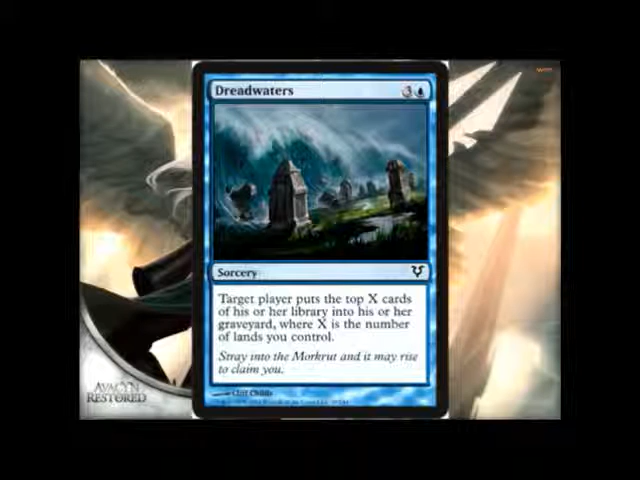 Dreadwaters
3
Sorcery
Target player puts the top X cards
of his or her library into his or her
graveyard, where X is the number
of lands you control.
Stray into the Morkrut and it may rise
to claim you.
Cliff Childs
AVACYN
RESTORED